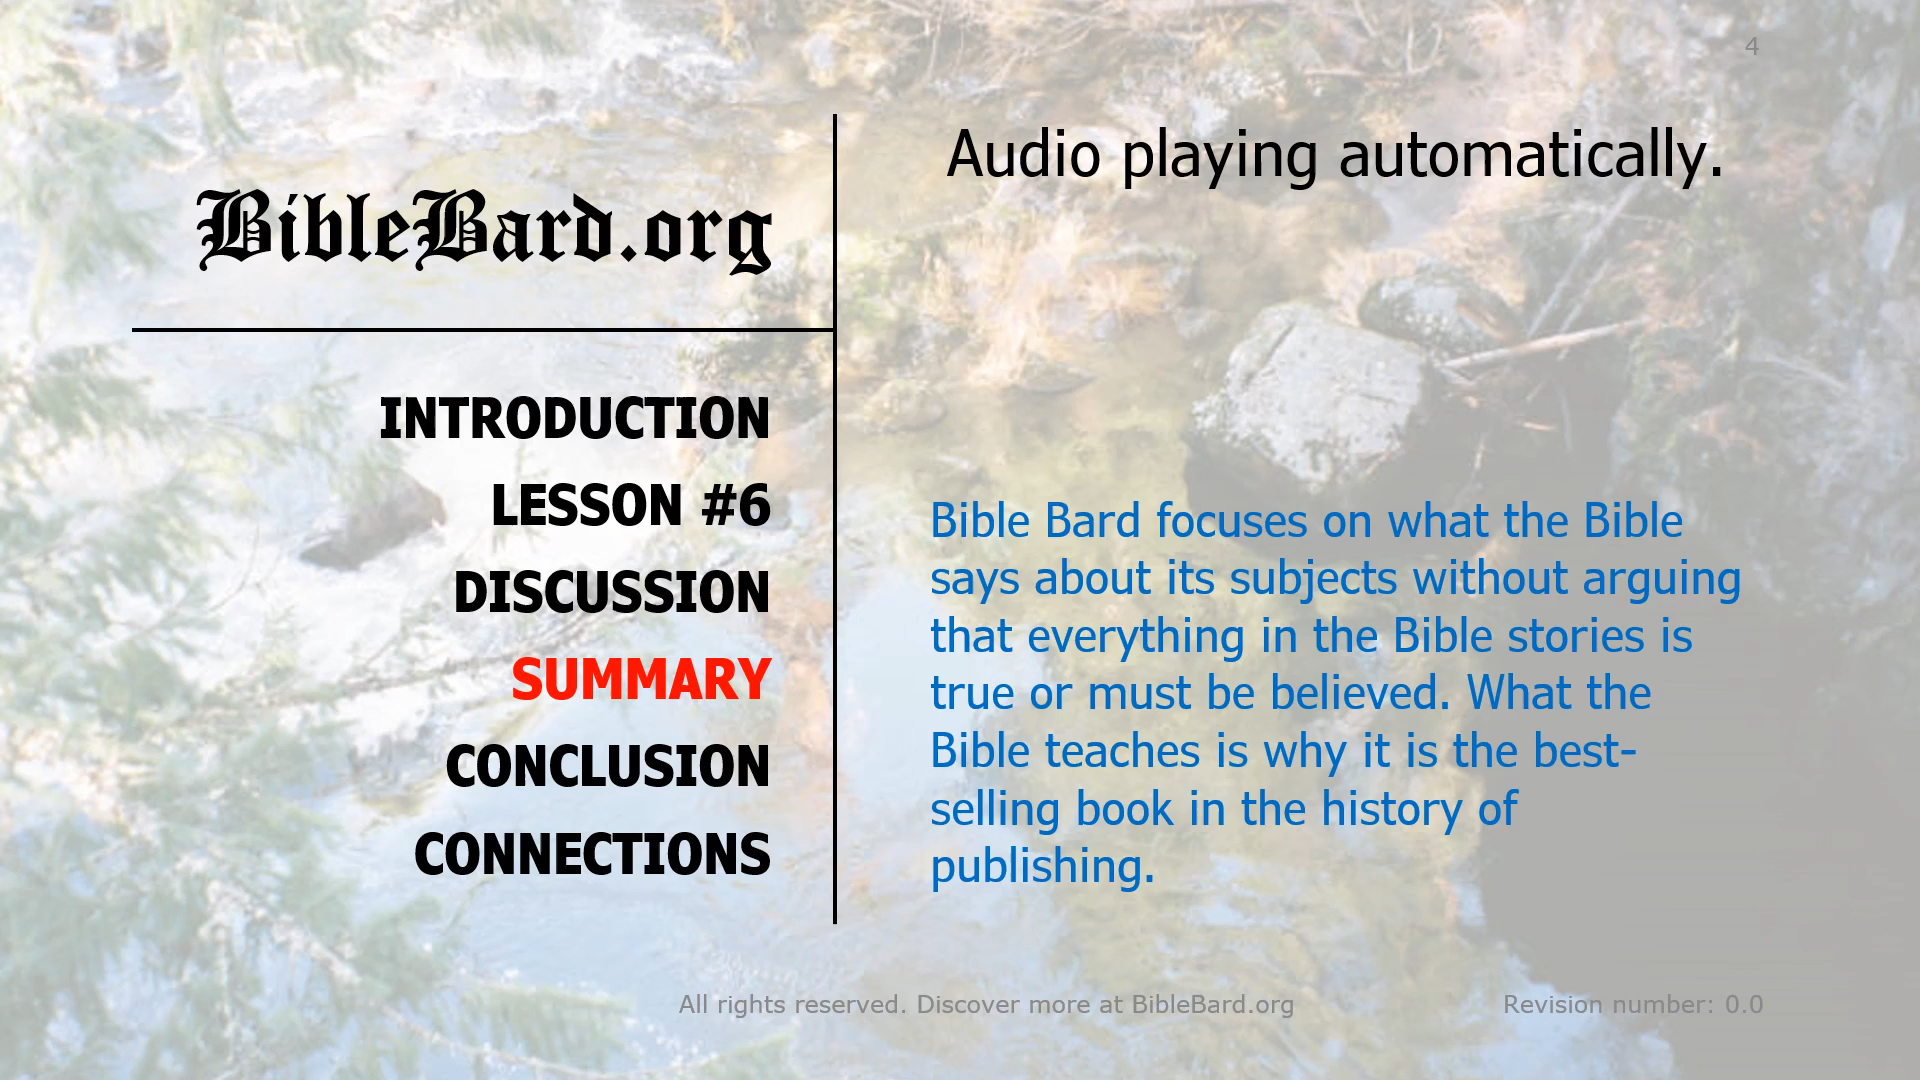 4
BibleBard.org
INTRODUCTION
LESSON #6
DISCUSSION
SUMMARY
CONCLUSION
CONNECTIONS
Audio playing automatically.
Bible Bard focuses on what the Bible
says about its subjects without arguing
that everything in the Bible stories is
true or must be believed. What the
Bible teaches is why it is the best-
selling book in the history of
publishing.
All rights reserved. Discover more at BibleBard.org
Revision number: 0.0